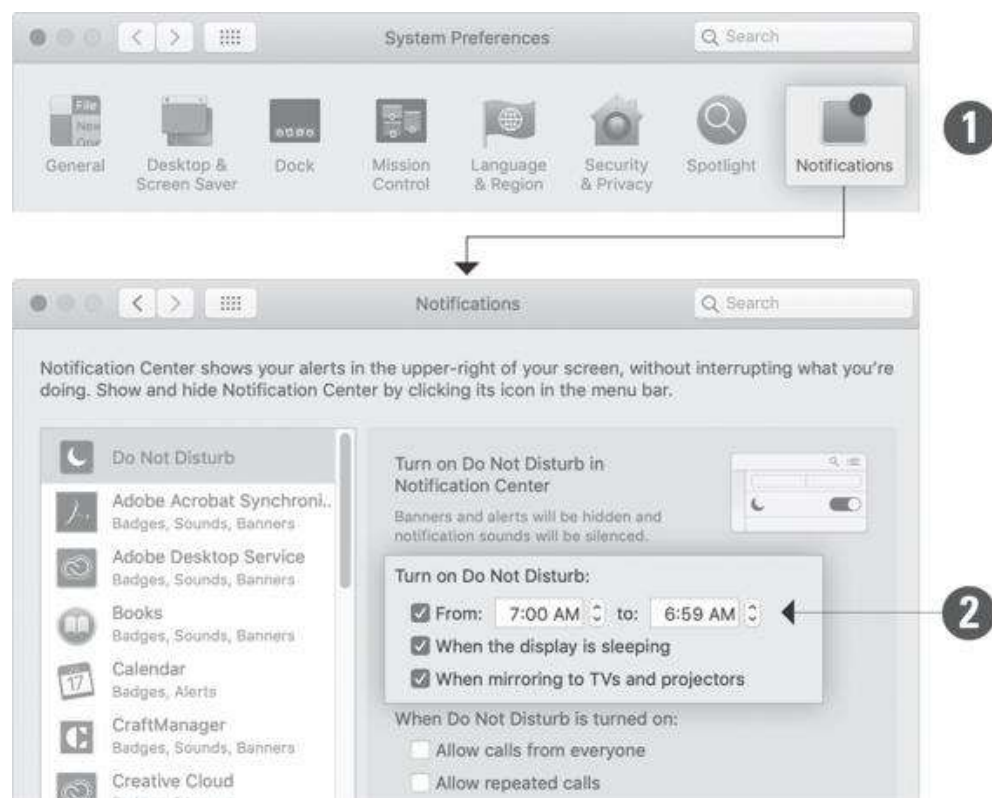 System Preferences
Search
File
New
General
Desktop &
Screen Saver
Dock
Mission
Control
Language
& Region
Security
& Privacy
Spotlight
Notifications
1
Notifications
Search
Notification Center shows your alerts in the upper-right of your screen, without interrupting what you're
doing. Show and hide Notification Center by clicking its icon in the menu bar.
Do Not Disturb
Adobe Acrobat Synchroni..
Badges, Sounds, Banners
Adobe Desktop Service
Badges, Sounds, Banners
Books
Badges, Sounds, Banners
17
Calendar
Badges, Alerts
CraftManager
Badges, Sounds, Banners
Creative Cloud
Turn on Do Not Disturb in
Notification Center
Banners and alerts will be hidden and
notification sounds will be silenced.
Turn on Do Not Disturb:
From: 7:00 AM to: 6:59 AM
2
When the display is sleeping
When mirroring to TVs and projectors
When Do Not Disturb is turned on:
Allow calls from everyone
Allow repeated calls